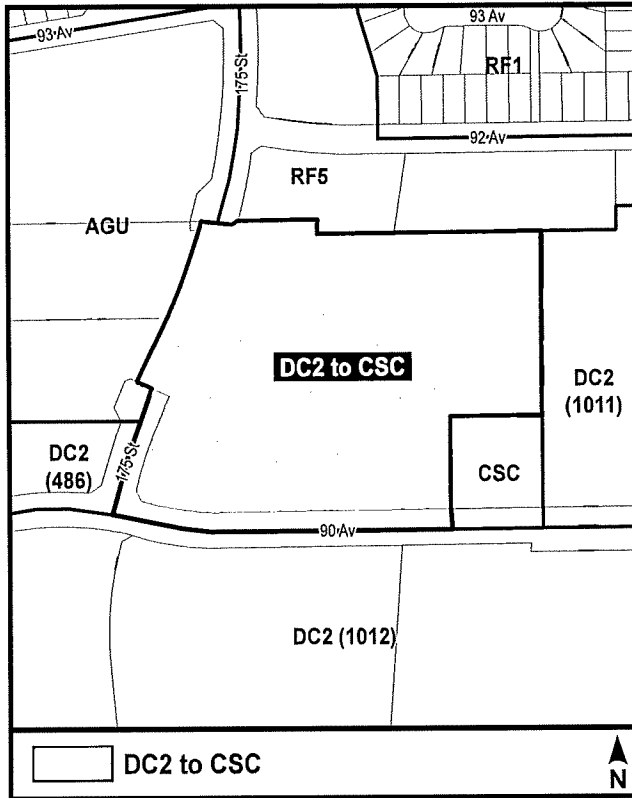 93 Av
93 Av
175 St
RF1
92 Av
RF5
AGU
DC2 to CSC
DC2
(1011)
DC2
(486)
175 St
CSC
90 Av
DC2 (1012)
DC2 to CSC
N